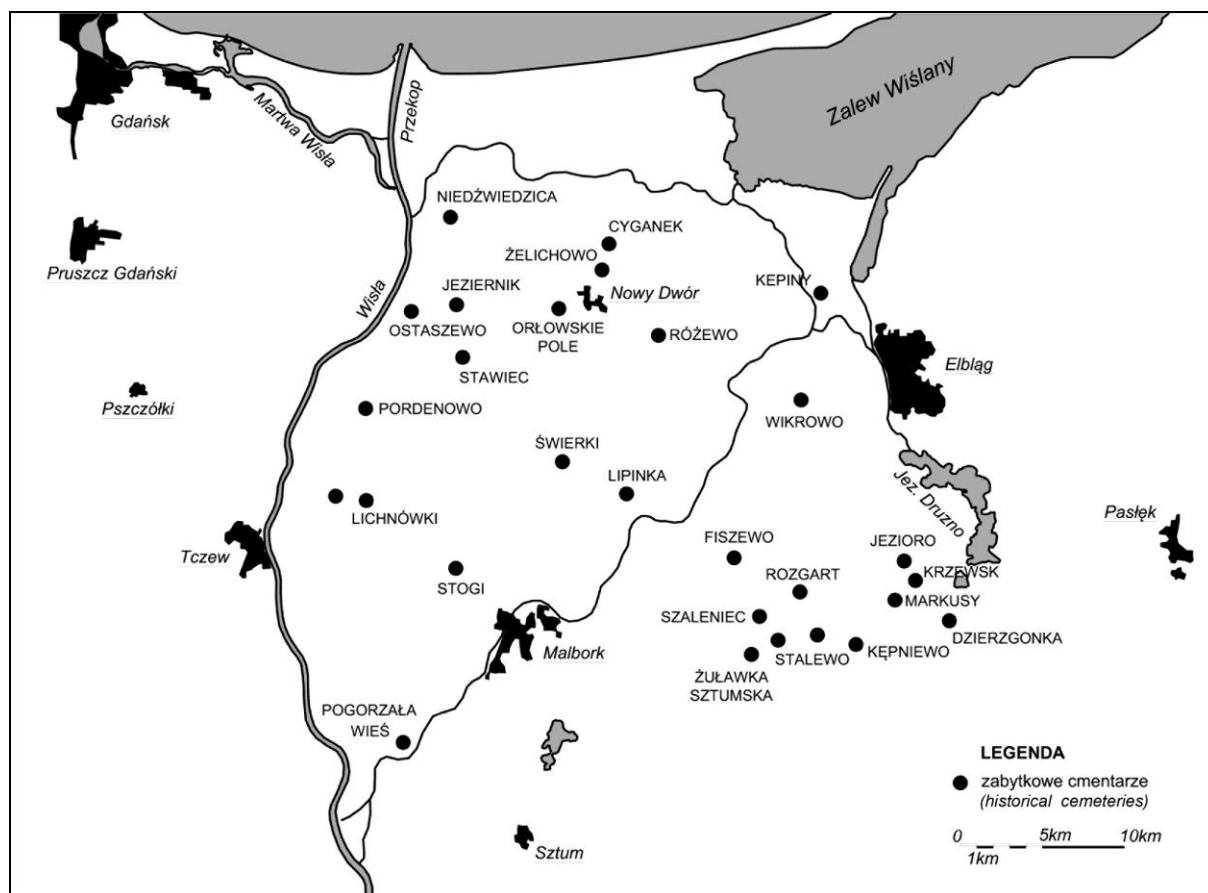 Zalew Wiślany
Gdańsk
Martwa Wisła
Przekop
NIEDŹWIEDZICA
CYGANEK
Pruszcz Gdański
ŻELICHOWO
Wisła
JEZIERNIK
KEPINY
Nowy Dwór
OSTASZEWO
ORŁOWSKIE
POLE
RÓŻEWO
STAWIEC
Elbląg
Pszczółki
PORDENOWO
WIKROWO
ŚWIERKI
LIPINKA
Jez. Druzno
LICHNÓWKI
Pasłęk
Tczew
FISZEWO
JEZIORO
ROZGART
KRZEWSK
STOGI
MARKUSY
SZALENIEC
DZIERZGONKA
Malbork
STALEWO
KĘPNIEWO
ŻUŁAWKA
SZTUMSKA
POGORZAŁA
WIEŚ
LEGENDA
zabytkowe cmentarze
(historical cemeteries)
0 5km 10km
1km
Sztum